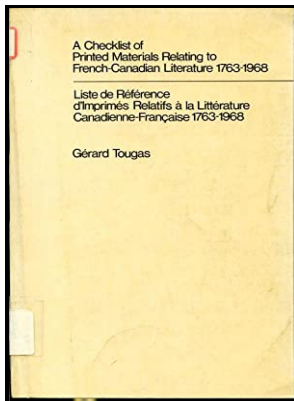 A Checklist of
Printed Materials Relating to
French-Canadian Literature 1763-1968
Liste de Référence
d'Imprimés Relatifs à la Littérature
Canadienne-Française 1763-1968
Gérard Tougas